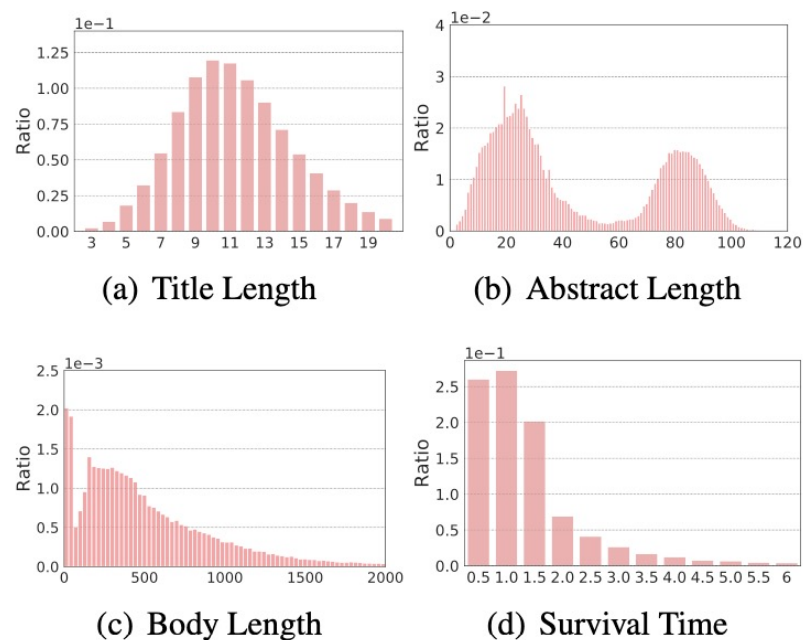 1e−1
1.25
1.00
0.75
0.50
0.25
0.00
Ratio
3 5 7 9 11 13 15 17 19
(a) Title Length
1e−2
4
3
2
1
0
Ratio
0 20 40 60 80 100 120
(b) Abstract Length
1e−3
2.5
2.0
1.5
1.0
0.5
0.0
Ratio
0 500 1000 1500 2000
(c) Body Length
1e−1
2.5
2.0
1.5
1.0
0.5
0.0
Ratio
0.5 1.0 1.5 2.0 2.5 3.0 3.5 4.0 4.5 5.0 5.5 6
(d) Survival Time